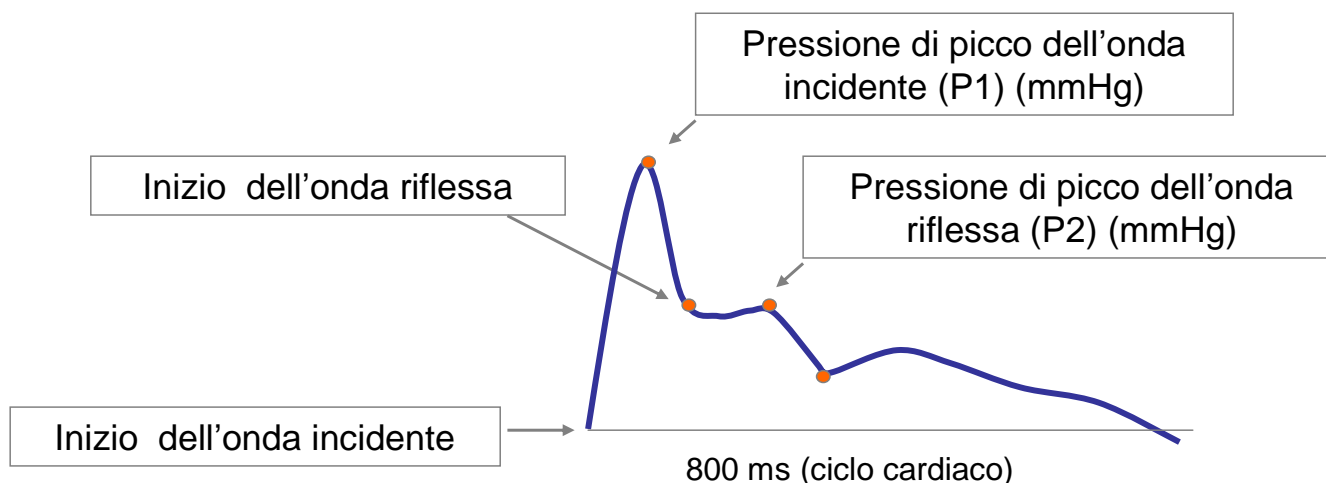 Pressione di picco dell’onda
incidente (P1) (mmHg)
Inizio  dell’onda riflessa
Pressione di picco dell’onda
riflessa (P2) (mmHg)
Inizio  dell’onda incidente
800 ms (ciclo cardiaco)